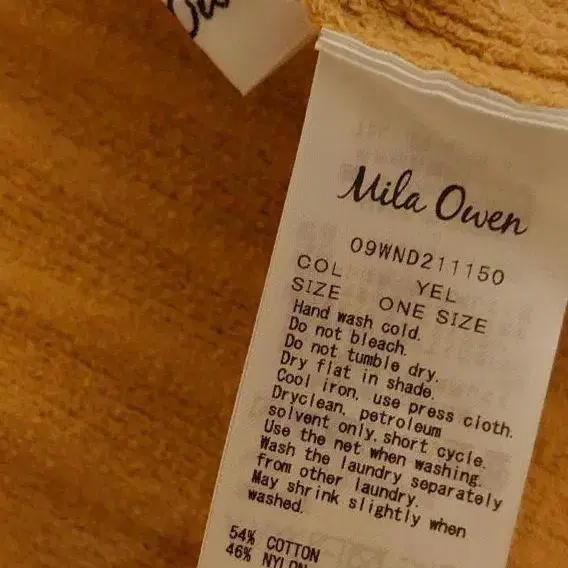 Mila Owen
09WND211150
COL YEL
SIZE ONE SIZE
Hand wash cold.
Do not bleach.
Do not tumble dry.
Dry flat in shade.
Cool iron, use press cloth.
Dryclean, petroleum
solvent only, short cycle.
Use the net when washing.
Wash the laundry separately
from other laundry.
May shrink slightly when
washed.
54% COTTON
46% NYLON